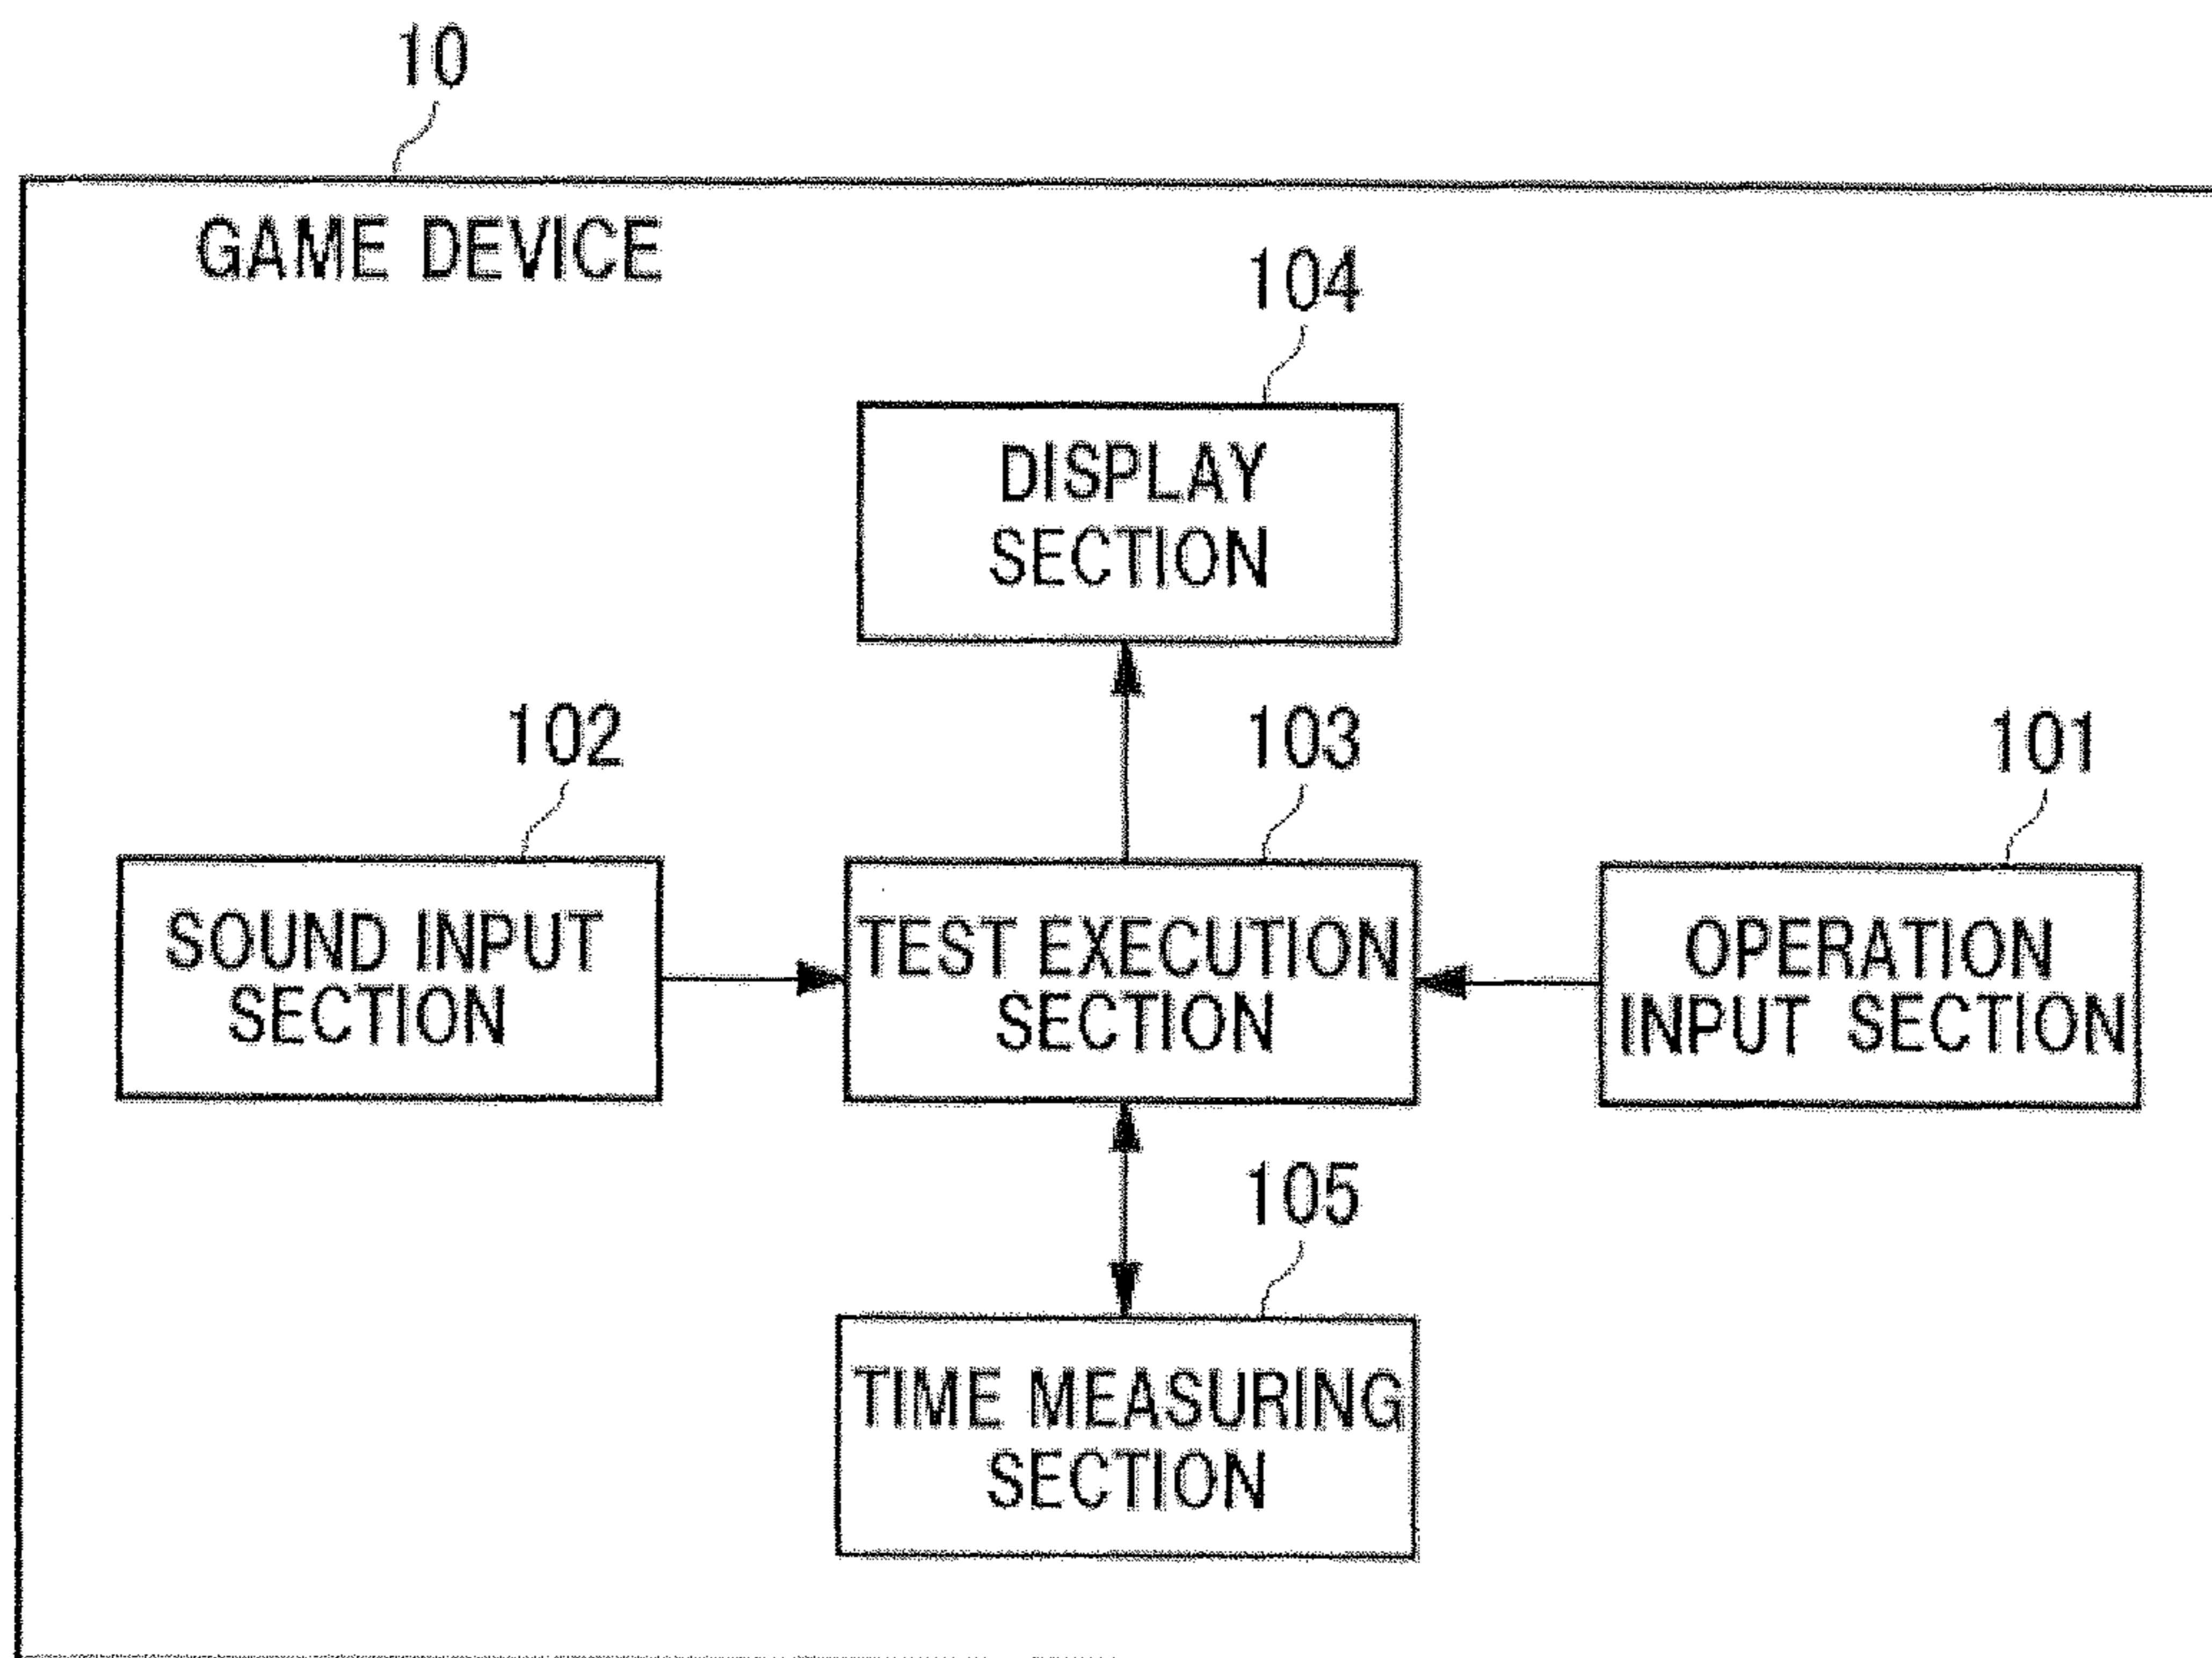 10
GAME DEVICE
104
DISPLAY
SECTION
102
103
101
SOUND INPUT
SECTION
TEST EXECUTION
SECTION
OPERATION
INPUT SECTION
105
TIME MEASURING
SECTION